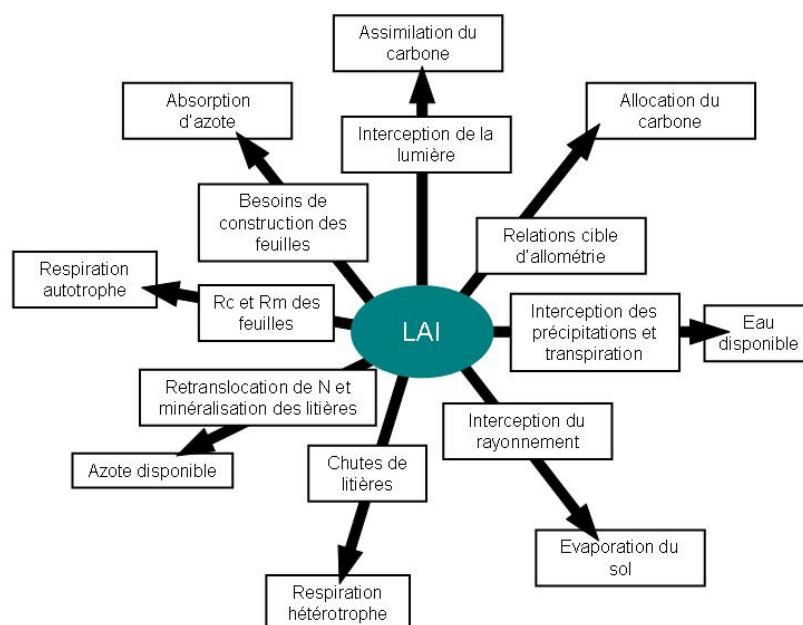 Assimilation du
carbone
Absorption
d'azote
Allocation du
carbone
Interception de la
lumière
Besoins de
construction des
feuilles
Relations cible
d'allométrie
Respiration
autotrophe
Rc et Rm des
feuilles
LAI
Interception des
précipitations et
transpiration
Eau
disponible
Retranslocation de N et
minéralisation des litières
Interception du
rayonnement
Azote disponible
Chutes de
litières
Evaporation du
sol
Respiration
hétérotrophe